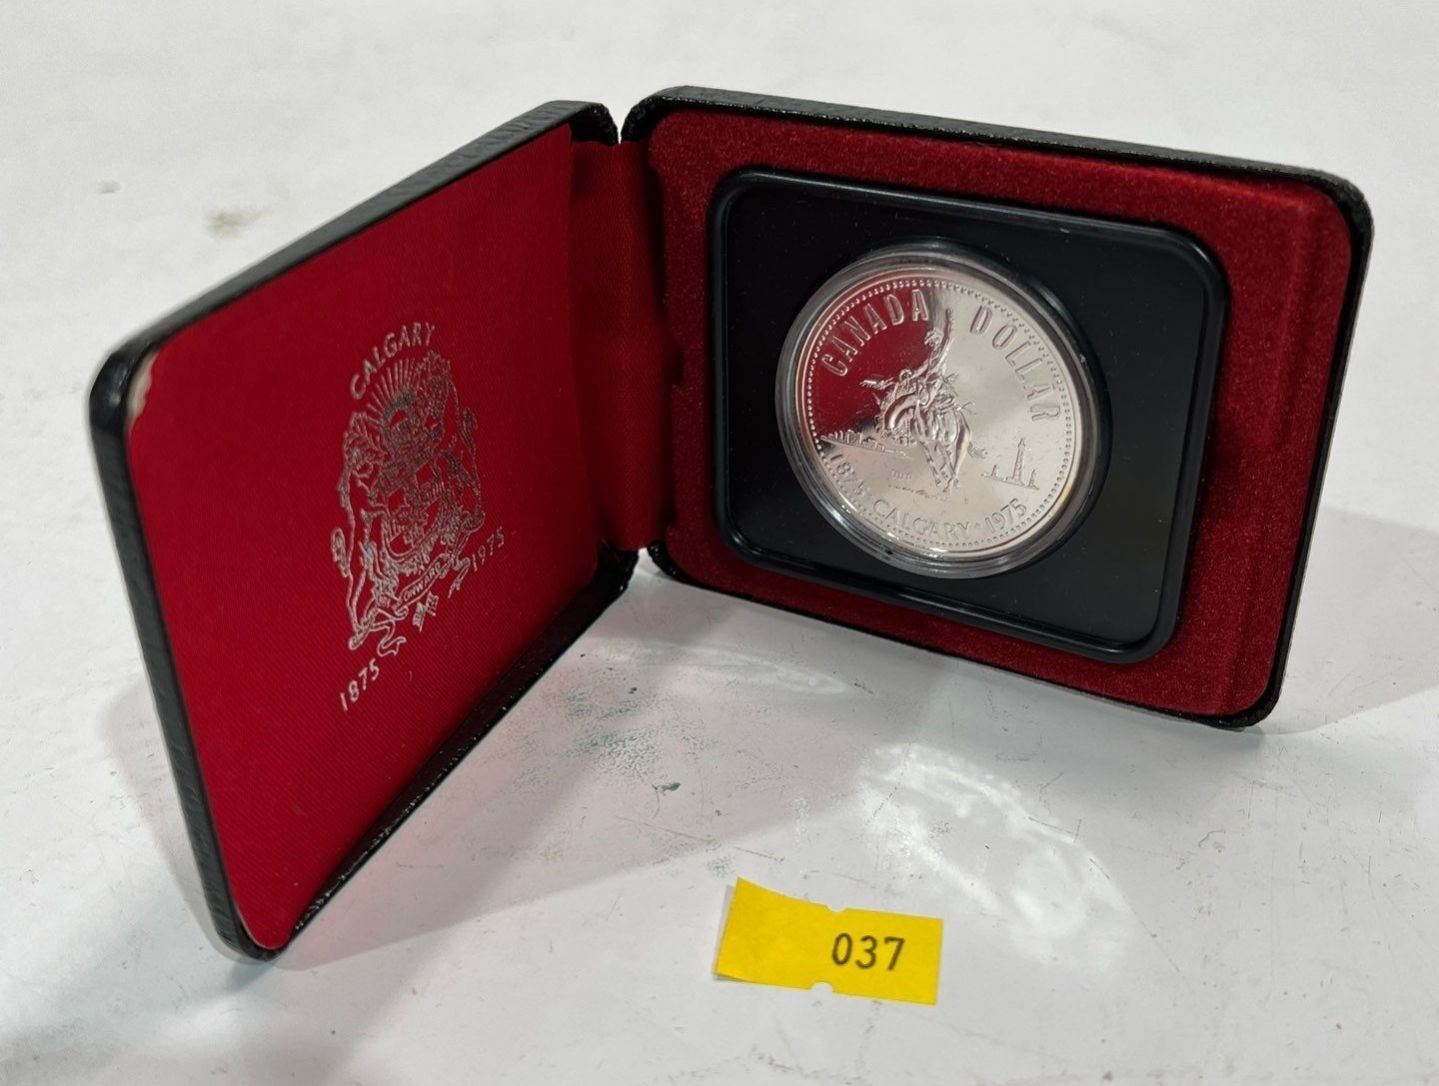 CALGARY
ONWARD
1875 1975
CANADA DOLLAR
1875 · CALGARY · 1975
037